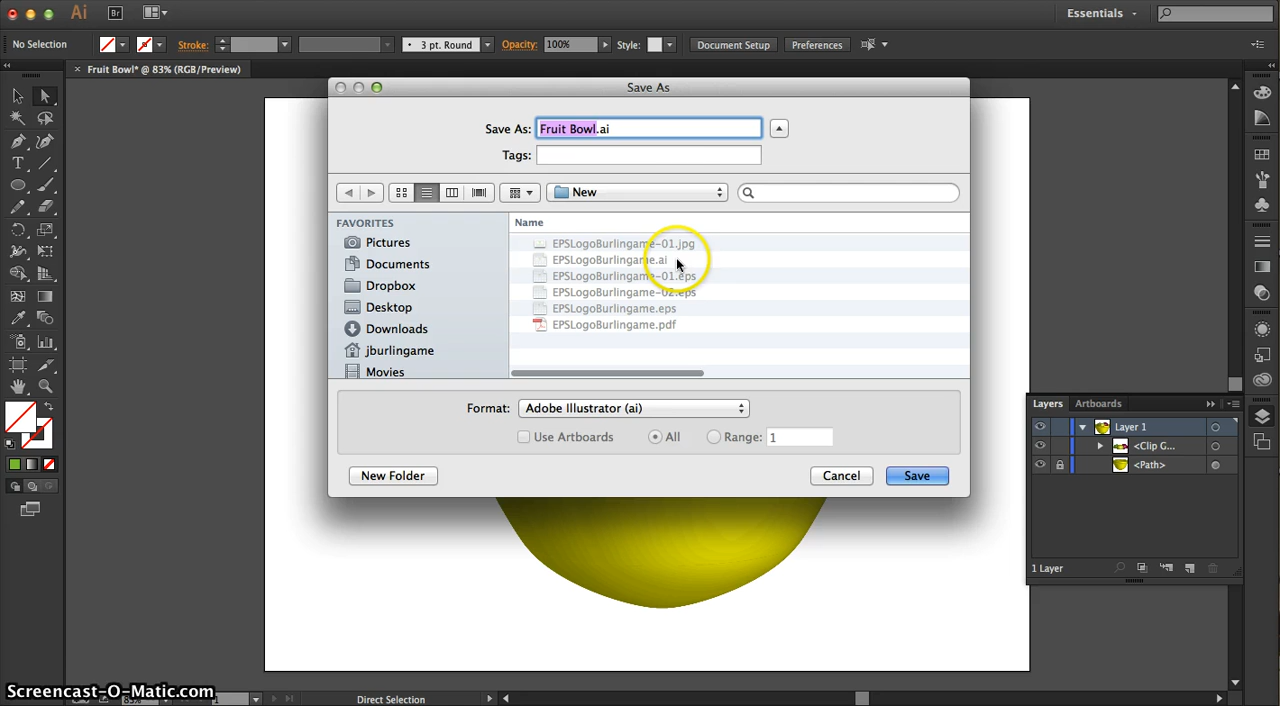 Ai Br Essentials
No Selection Stroke: 3 pt. Round Opacity: 100% Style: Document Setup Preferences
× Fruit Bowl* @ 83% (RGB/Preview)
Save As
Save As: Fruit Bowl.ai
Tags:
New
FAVORITES
Pictures
Documents
Dropbox
Desktop
Downloads
jburlingame
Movies
Name
EPSLogoBurlingame-01.jpg
EPSLogoBurlingame.ai
EPSLogoBurlingame-01.eps
EPSLogoBurlingame-02.eps
EPSLogoBurlingame.eps
EPSLogoBurlingame.pdf
Format: Adobe Illustrator (ai)
Use Artboards All Range: 1
New Folder Cancel Save
Layers Artboards
Layer 1
<Clip G...
<Path>
1 Layer
Screencast-O-Matic.com
1 Direct Selection